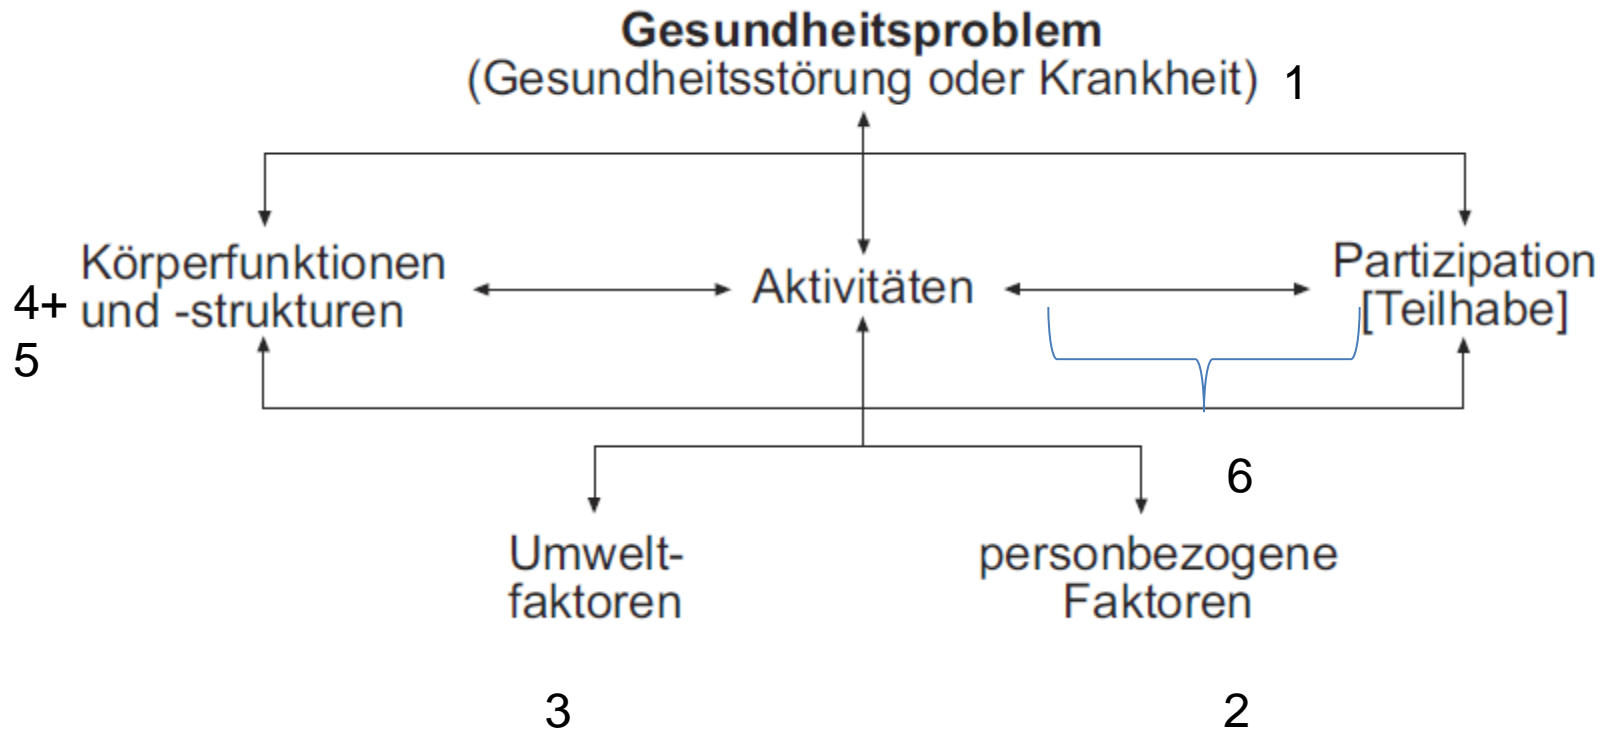 Gesundheitsproblem
(Gesundheitsstörung oder Krankheit) 1
Körperfunktionen
und -strukturen
4+
5
Aktivitäten
Partizipation
[Teilhabe]
6
Umwelt-
faktoren
personbezogene
Faktoren
3
2